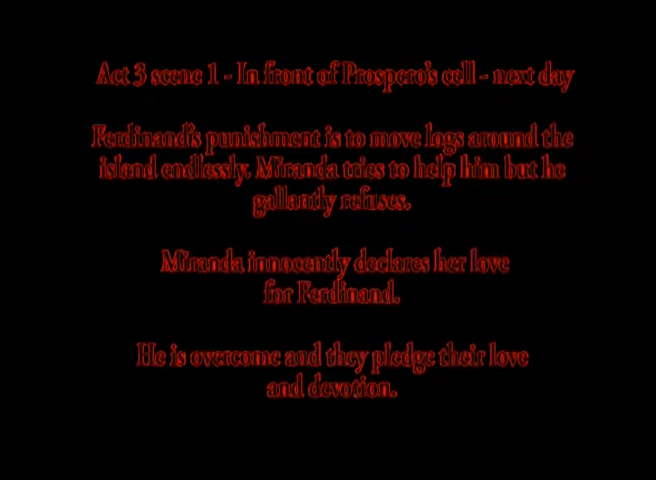 Act 3 scene 1 - In front of Prospero's cell - next day
Ferdinand's punishment is to move logs around the
island endlessly. Miranda tries to help him but he
gallantly refuses.
Miranda innocently declares her love
for Ferdinand.
He is overcome and they pledge their love
and devotion.